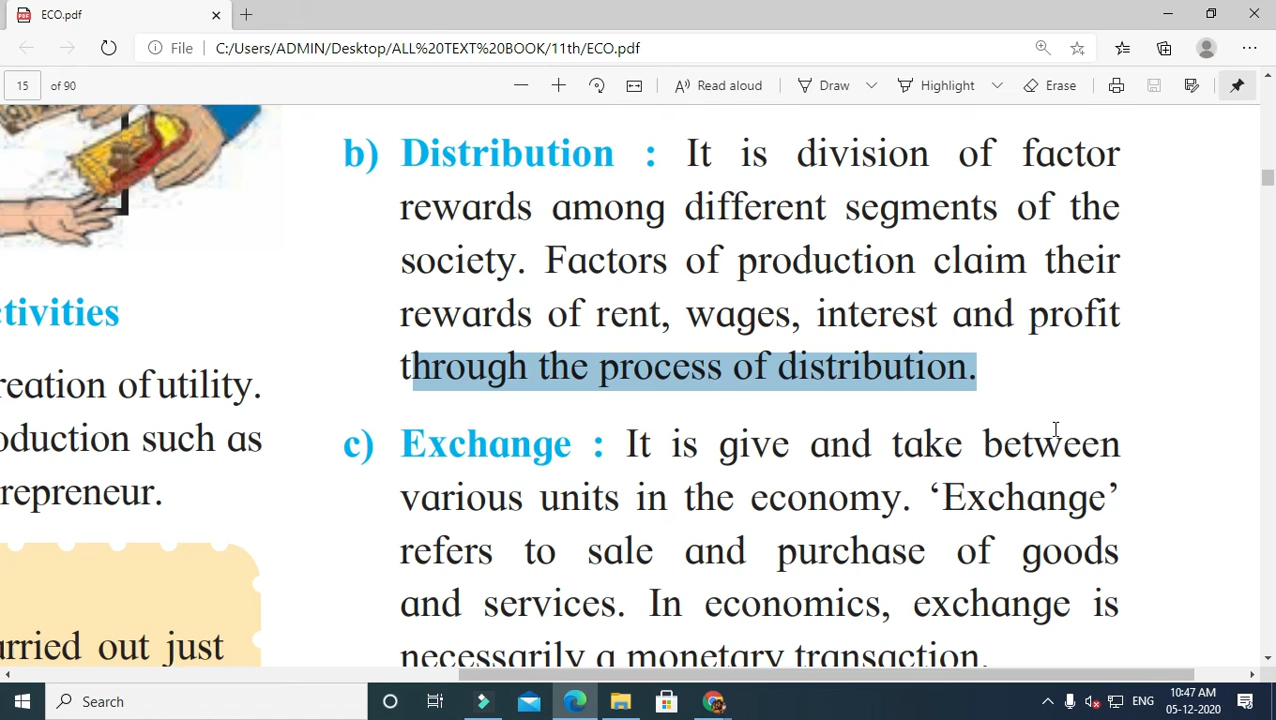 ECO.pdf
File C:/Users/ADMIN/Desktop/ALL%20TEXT%20BOOK/11th/ECO.pdf
15 of 90 Read aloud Draw Highlight Erase
ctivities
reation of utility.
oduction such as
repreneur.
arried out just
b) Distribution : It is division of factor
rewards among different segments of the
society. Factors of production claim their
rewards of rent, wages, interest and profit
through the process of distribution.
c) Exchange : It is give and take between
various units in the economy. ‘Exchange’
refers to sale and purchase of goods
and services. In economics, exchange is
necessarily a monetary transaction.
Search
ENG
10:47 AM
05-12-2020